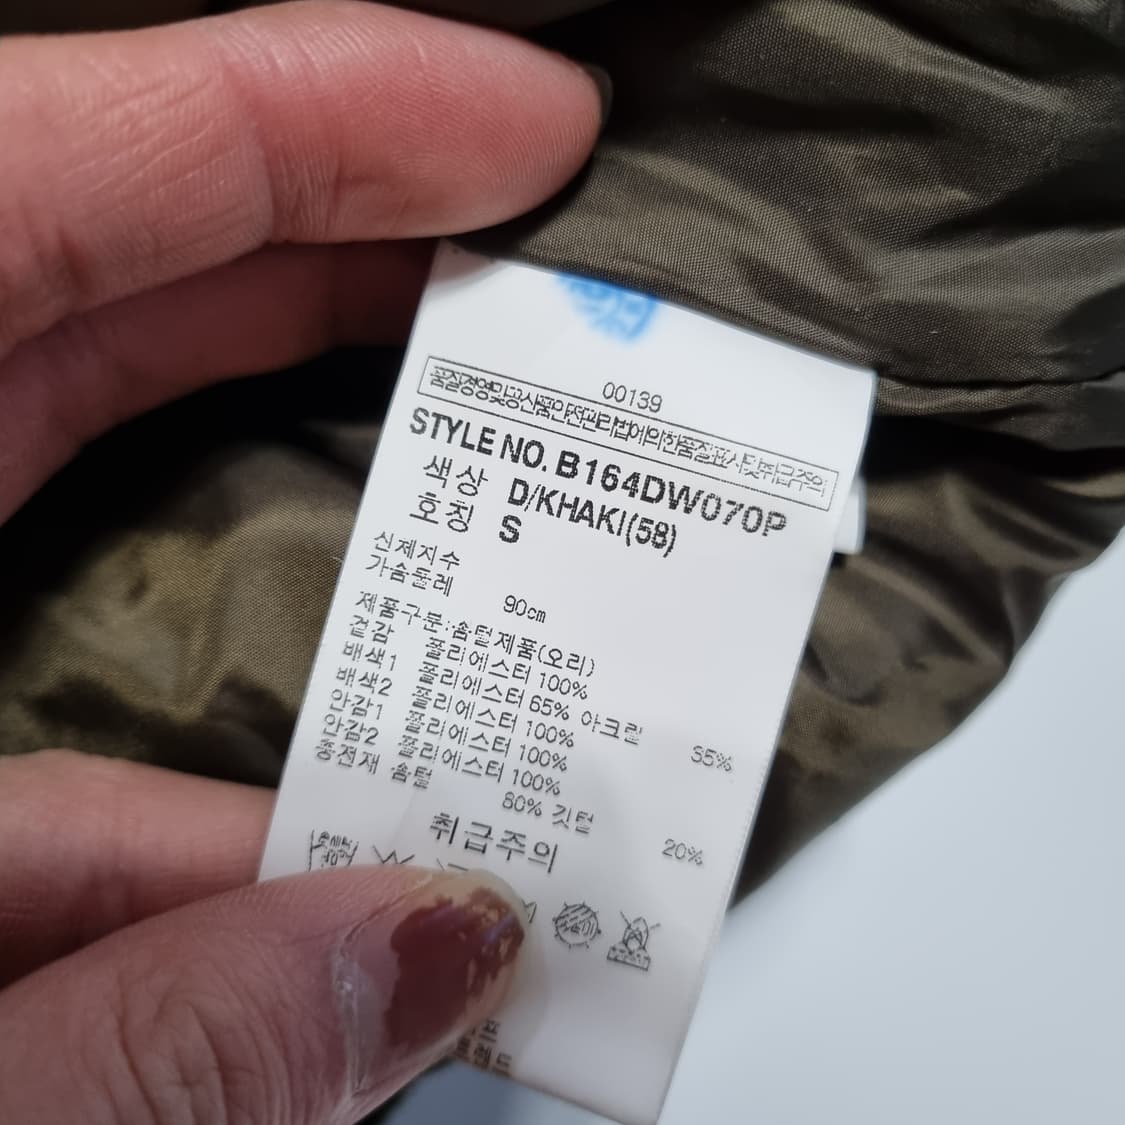 00139
품질경영및공산품안전관리법에의한품질표시및취급주의
STYLE NO. B164DW070P
색상 D/KHAKI(58)
호칭 S
신체치수
가슴둘레 90cm
제품구분:솜털제품(오리)
겉감 폴리에스터 100%
배색1 폴리에스터 65% 아크릴 35%
배색2 폴리에스터 100%
안감1 폴리에스터 100%
안감2 폴리에스터 100%
충전재 솜털 80% 깃털 20%
취급주의